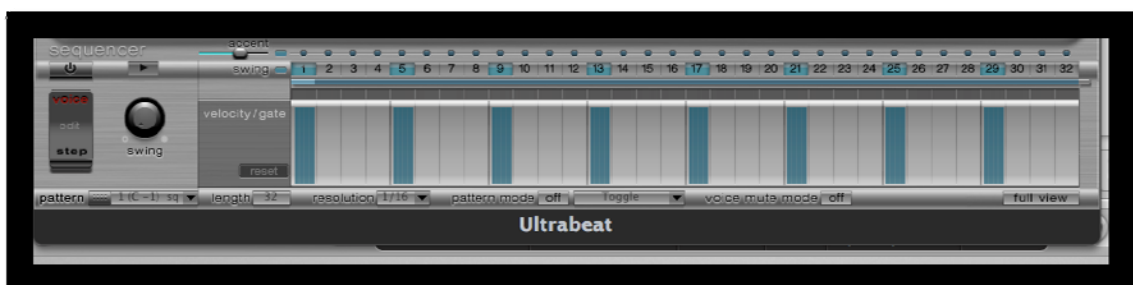 sequencer accent
swing 1 2 3 4 5 6 7 8 9 10 11 12 13 14 15 16 17 18 19 20 21 22 23 24 25 26 27 28 29 30 31 32
voice
edit
step
swing
velocity/gate
reset
pattern 1 (C -1) sq length 32 resolution 1/16 pattern mode off Toggle voice mute mode off full view
Ultrabeat